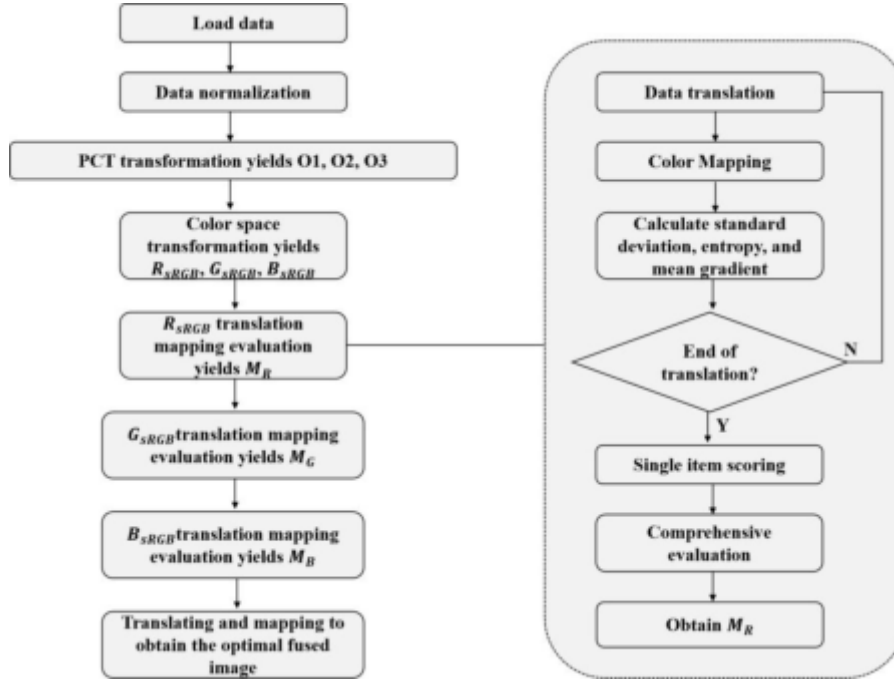 Load data
Data normalization
PCT transformation yields O1, O2, O3
Color space
transformation yields
R_sRGB, G_sRGB, B_sRGB
R_sRGB translation
mapping evaluation
yields M_R
G_sRGB translation mapping
evaluation yields M_G
B_sRGB translation mapping
evaluation yields M_B
Translating and mapping to
obtain the optimal fused
image
Data translation
Color Mapping
Calculate standard
deviation, entropy, and
mean gradient
End of
translation?
N
Y
Single item scoring
Comprehensive
evaluation
Obtain M_R